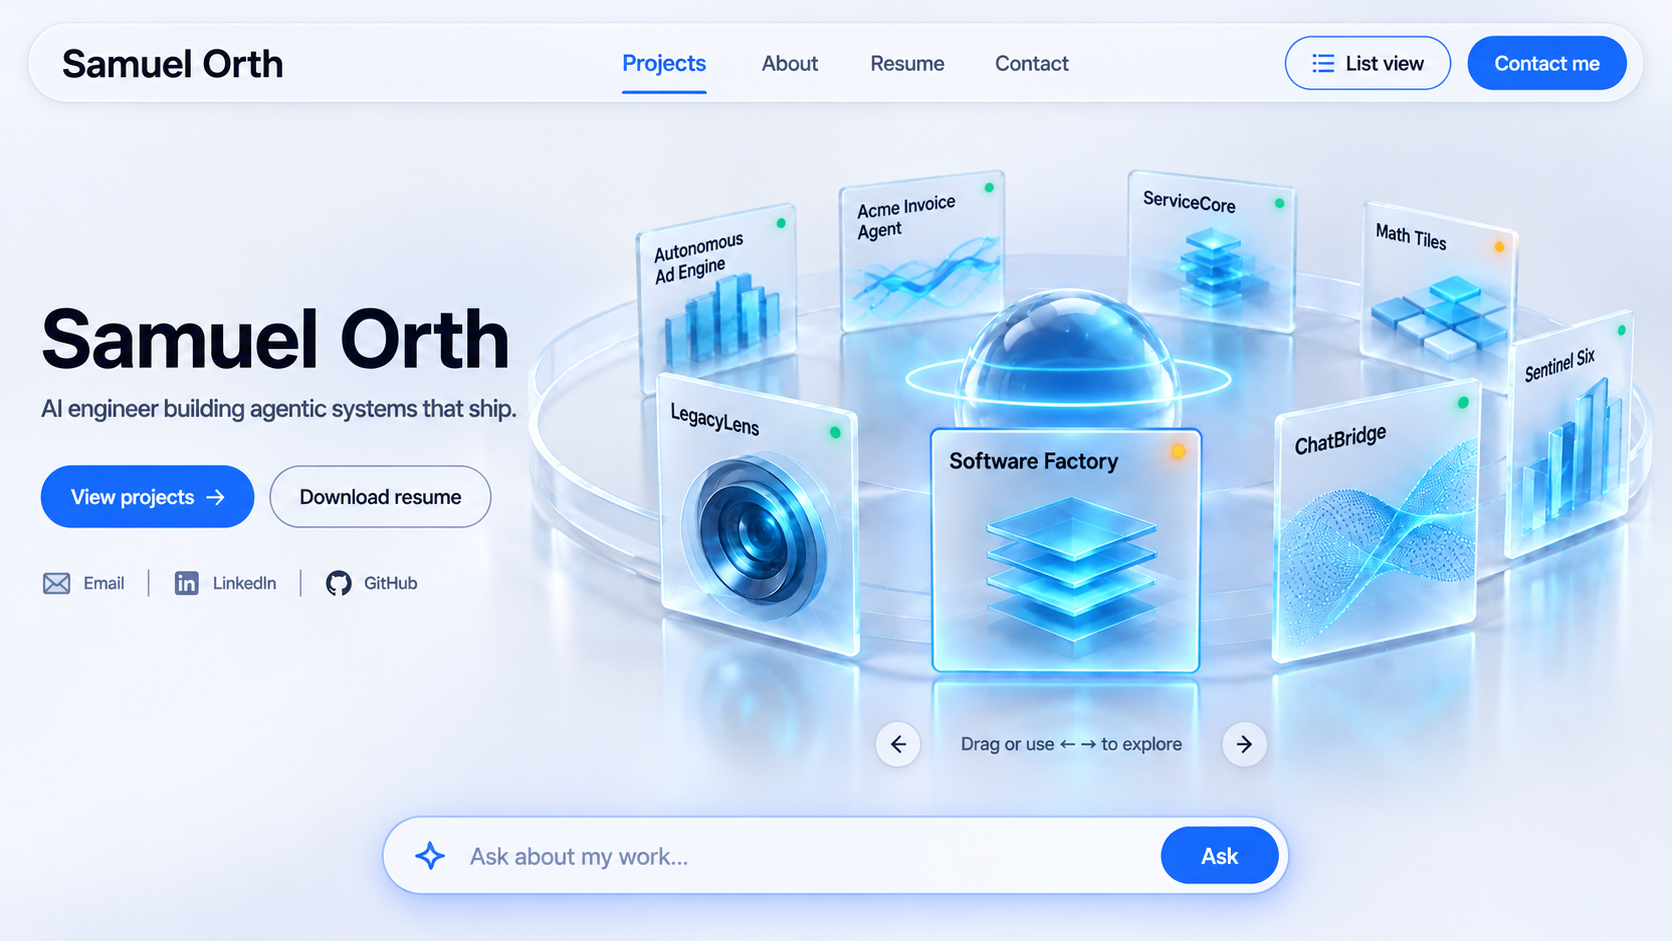 Samuel Orth
Projects
About
Resume
Contact
List view
Contact me
Autonomous
Ad Engine
Acme Invoice
Agent
ServiceCore
Math Tiles
Sentinel Six
LegacyLens
Software Factory
ChatBridge
Samuel Orth
AI engineer building agentic systems that ship.
View projects →
Download resume
Email
in LinkedIn
GitHub
Drag or use ← → to explore
Ask about my work...
Ask